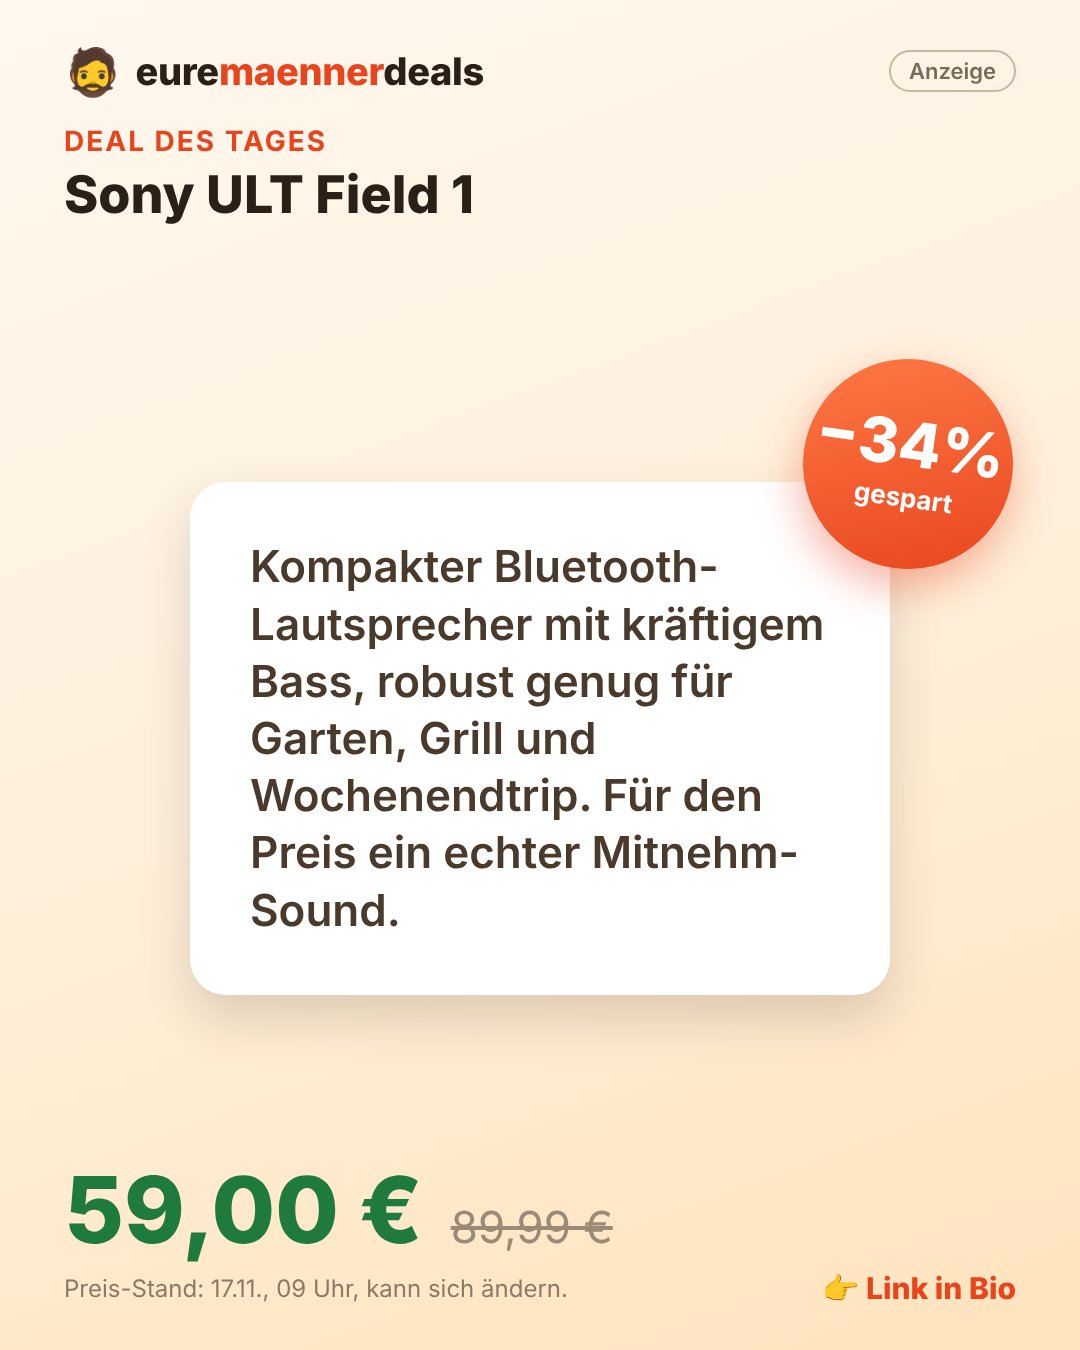 euremaennerdeals
Anzeige
DEAL DES TAGES
Sony ULT Field 1
−34%
gespart
Kompakter Bluetooth-
Lautsprecher mit kräftigem
Bass, robust genug für
Garten, Grill und
Wochenendtrip. Für den
Preis ein echter Mitnehm-
Sound.
59,00 € 89,99 €
Preis-Stand: 17.11., 09 Uhr, kann sich ändern.
👉 Link in Bio